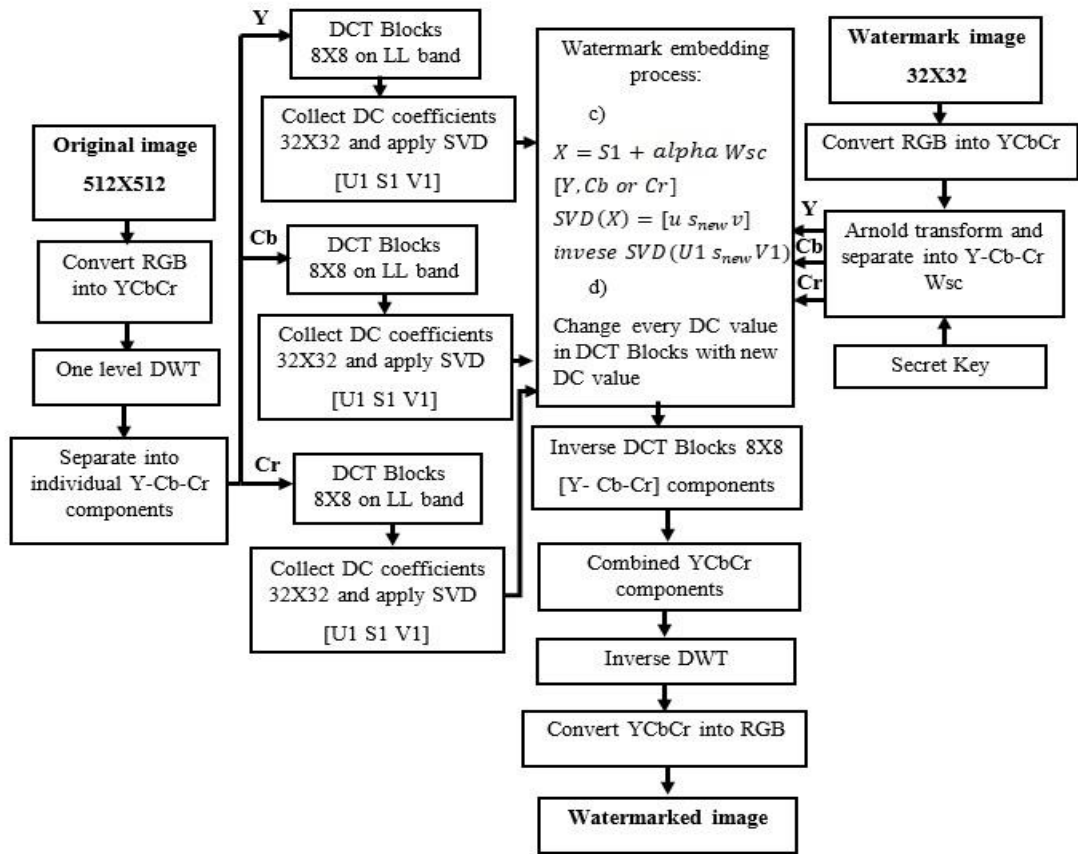 Original image
512X512
Convert RGB
into YCbCr
One level DWT
Separate into
individual Y-Cb-Cr
components
Y
DCT Blocks
8X8 on LL band
Collect DC coefficients
32X32 and apply SVD
[U1 S1 V1]
Cb
DCT Blocks
8X8 on LL band
Collect DC coefficients
32X32 and apply SVD
[U1 S1 V1]
Cr
DCT Blocks
8X8 on LL band
Collect DC coefficients
32X32 and apply SVD
[U1 S1 V1]
Watermark embedding
process:
c)
X = S1 + alpha Wsc
[Y, Cb or Cr]
SVD(X) = [u s_new v]
invese SVD(U1 s_new V1)
d)
Change every DC value
in DCT Blocks with new
DC value
Watermark image
32X32
Convert RGB into YCbCr
Y
Cb
Cr
Arnold transform and
separate into Y-Cb-Cr
Wsc
Secret Key
Inverse DCT Blocks 8X8
[Y- Cb-Cr] components
Combined YCbCr
components
Inverse DWT
Convert YCbCr into RGB
Watermarked image